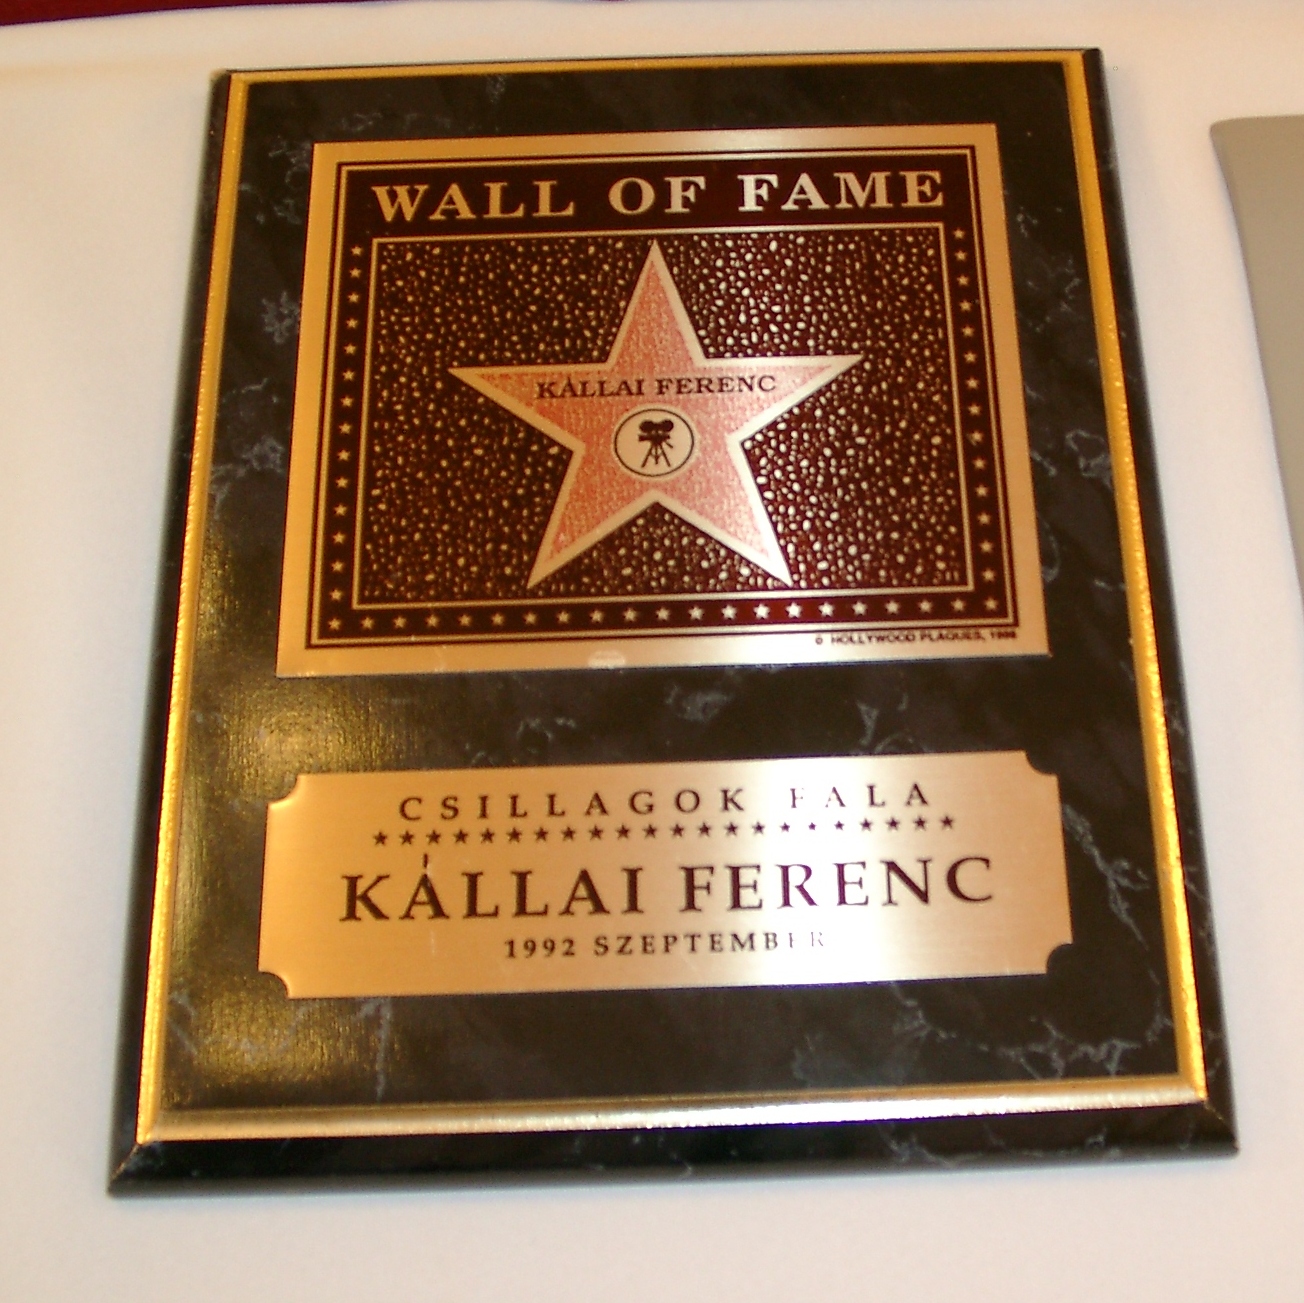 WALL OF FAME
KÁLLAI FERENC
© HOLLYWOOD PLAQUES,
CSILLAGOK FALA
KÁLLAI FERENC
1992 SZEPTEMBER